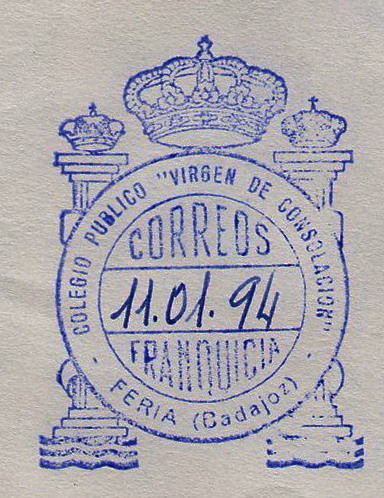 COLEGIO PUBLICO "VIRGEN DE CONSOLACION"
CORREOS
11.01.94
FRANQUICIA
· FERIA (Badajoz) ·